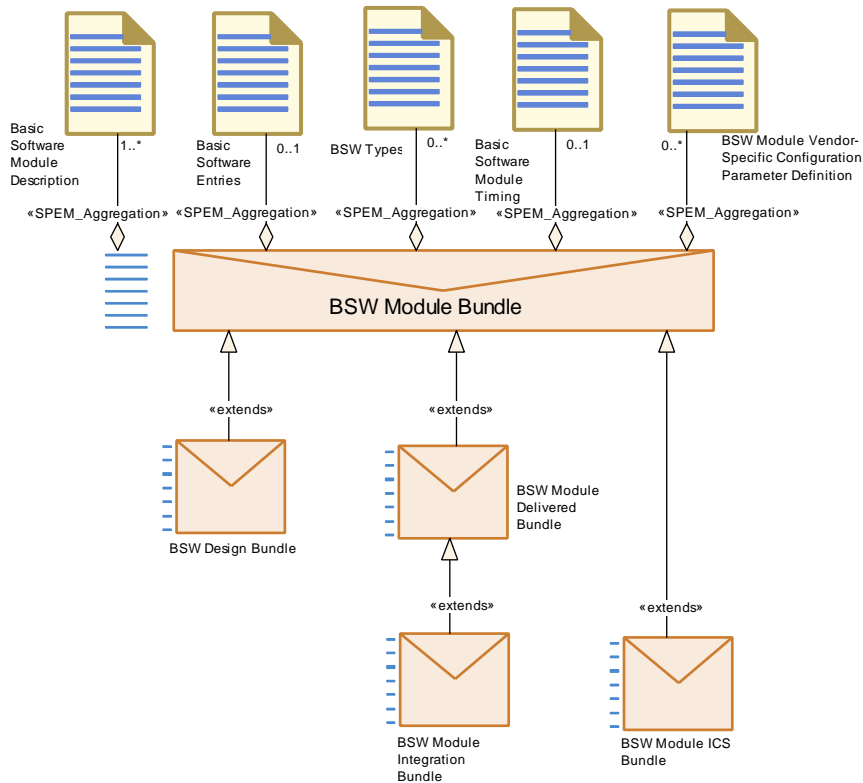 Basic
Software
Module
Description
1..*
Basic
Software
Entries
0..1
BSW Types
0..*
Basic
Software
Module
Timing
0..1
0..*
BSW Module Vendor-
Specific Configuration
Parameter Definition
«SPEM_Aggregation»
«SPEM_Aggregation»
«SPEM_Aggregation»
«SPEM_Aggregation»
«SPEM_Aggregation»
BSW Module Bundle
«extends»
«extends»
BSW Design Bundle
BSW Module
Delivered
Bundle
«extends»
«extends»
BSW Module
Integration
Bundle
BSW Module ICS
Bundle